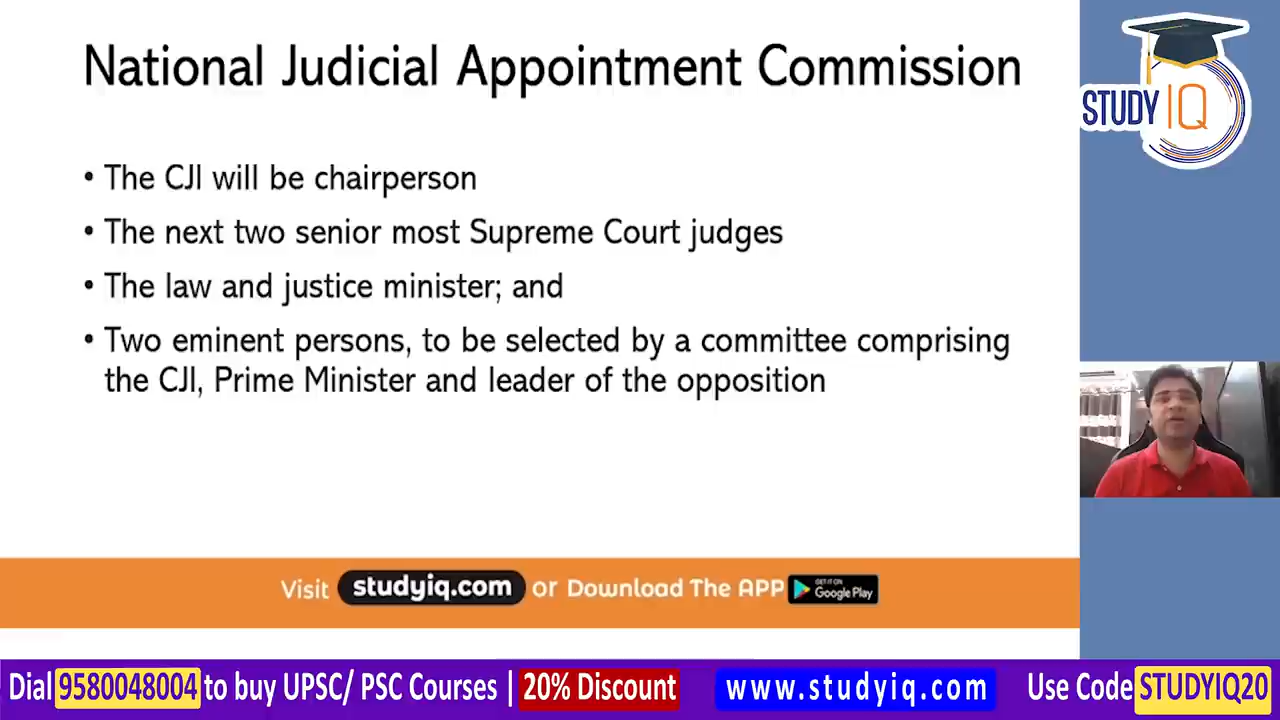 National Judicial Appointment Commission
STUDY IQ
• The CJI will be chairperson
• The next two senior most Supreme Court judges
• The law and justice minister; and
• Two eminent persons, to be selected by a committee comprising
the CJI, Prime Minister and leader of the opposition
Visit studyiq.com or Download The APP GET IT ON Google Play
Dial 9580048004 to buy UPSC/ PSC Courses | 20% Discount www.studyiq.com Use Code STUDYIQ20